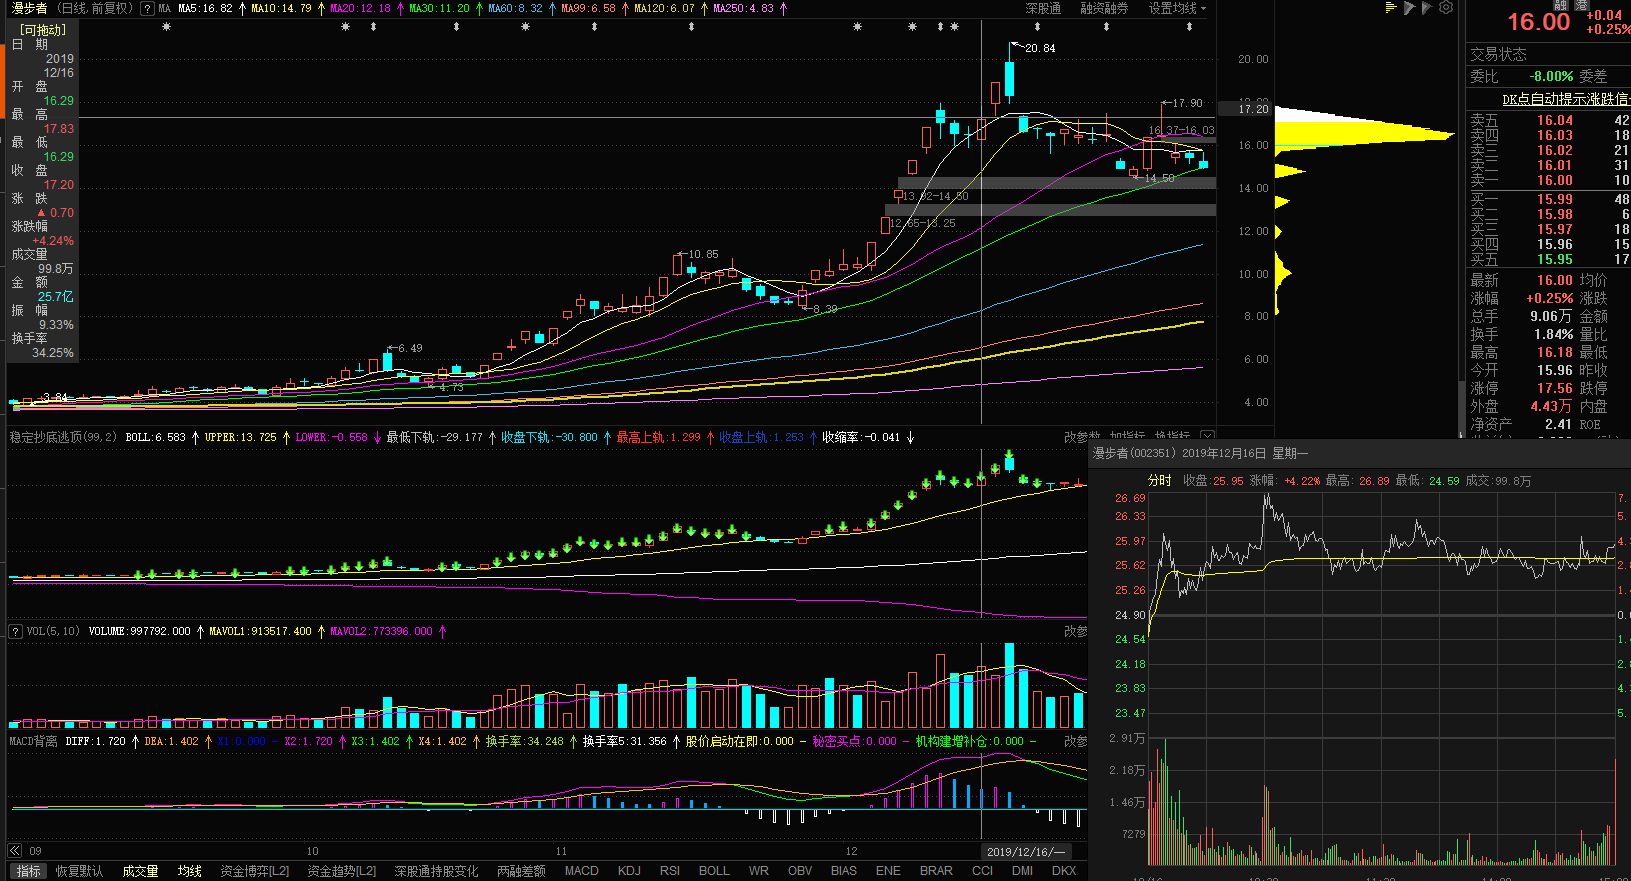 漫步者 (日线,前复权) ? MA MA5:16.82 ↑ MA10:14.79 ↑ MA20:12.18 ↑ MA30:11.20 ↑ MA60:8.32 ↑ MA99:6.58 ↑ MA120:6.07 ↑ MA250:4.83 ↑ 深股通 融资融券 设置均线
[可拖动]
日 期
2019
12/16
开 盘
16.29
最 高
17.83
最 低
16.29
收 盘
17.20
涨 跌
▲ 0.70
涨跌幅
+4.24%
成交量
99.8万
金 额
25.7亿
振 幅
9.33%
换手率
34.25%
20.84
17.90
16.37-16.03
14.50
13.92-14.50
12.65-13.25
10.85
8.39
6.49
4.73
3.84
20.00
17.20
16.00
14.00
12.00
10.00
8.00
6.00
4.00
融 港
16.00 +0.04
+0.25%
交易状态
委比 -8.00% 委差
DK点自动提示涨跌信
卖五 16.04 42
卖四 16.03 18
卖三 16.02 21
卖二 16.01 31
卖一 16.00 10
买一 15.99 48
买二 15.98 6
买三 15.97 18
买四 15.96 15
买五 15.95 17
最新 16.00 均价
涨幅 +0.25% 涨跌
总手 9.06万 金额
换手 1.84% 量比
最高 16.18 最低
今开 15.96 昨收
涨停 17.56 跌停
外盘 4.43万 内盘
净资产 2.41 ROE
稳定抄底逃顶(99,2) BOLL:6.583 ↑ UPPER:13.725 ↑ LOWER:-0.558 ↓ 最低下轨:-29.177 ↑ 收盘下轨:-30.800 ↑ 最高上轨:1.299 ↑ 收盘上轨:1.253 ↑ 收缩率:-0.041 ↓ 改参数 加指标 换指标
? VOL(5,10) VOLUME:997792.000 ↑ MAVOL1:913517.400 ↑ MAVOL2:773396.000 ↑ 改参
MACD背离 DIFF:1.720 ↑ DEA:1.402 ↑ X1:0.000 - X2:1.720 ↑ X3:1.402 ↑ X4:1.402 ↑ 换手率:34.248 ↑ 换手率5:31.356 ↑ 股价启动在即:0.000 - 秘密买点:0.000 - 机构建增补仓:0.000 - 改参
09 10 11 12 2019/12/16/一
指标 恢复默认 成交量 均线 资金博弈[L2] 资金趋势[L2] 深股通持股变化 两融差额 MACD KDJ RSI BOLL WR OBV BIAS ENE BRAR CCI DMI DKX
漫步者(002351) 2019年12月16日 星期一
分时 收盘:25.95 涨幅: +4.22% 最高: 26.89 最低: 24.59 成交:99.8万
26.69 7.
26.33 5.
25.97 4.
25.62 2.
25.26 1.
24.90 0.
24.54 1.
24.18 2.
23.83 4.
23.47 5.
2.91万
2.18万
1.46万
7279